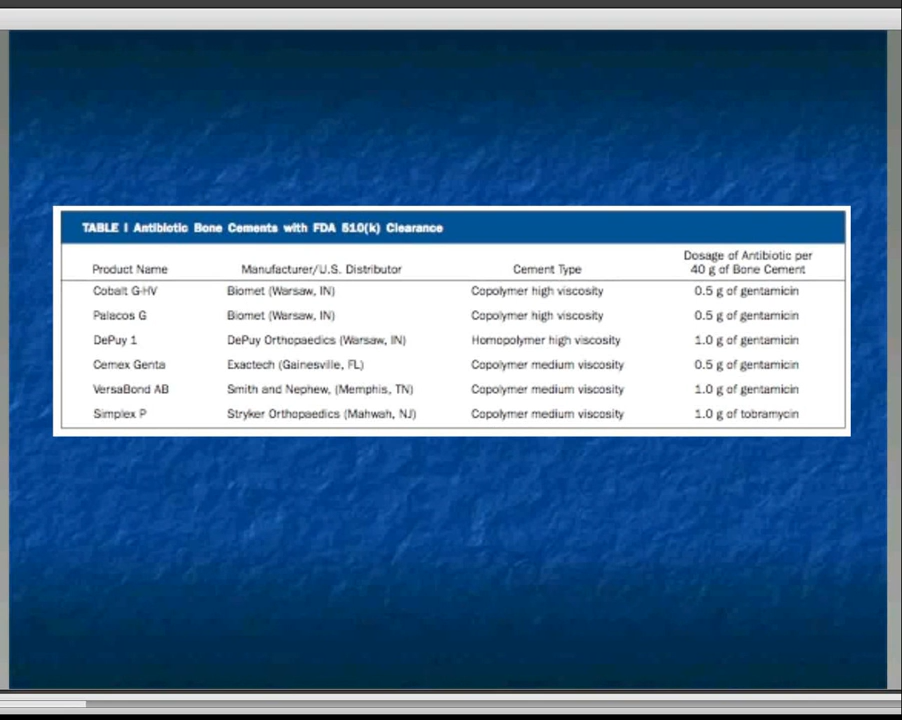 TABLE I Antibiotic Bone Cements with FDA 510(k) Clearance
Dosage of Antibiotic per
Product Name Manufacturer/U.S. Distributor Cement Type 40 g of Bone Cement
Cobalt G-HV Biomet (Warsaw, IN) Copolymer high viscosity 0.5 g of gentamicin
Palacos G Biomet (Warsaw, IN) Copolymer high viscosity 0.5 g of gentamicin
DePuy 1 DePuy Orthopaedics (Warsaw, IN) Homopolymer high viscosity 1.0 g of gentamicin
Cemex Genta Exactech (Gainesville, FL) Copolymer medium viscosity 0.5 g of gentamicin
VersaBond AB Smith and Nephew, (Memphis, TN) Copolymer medium viscosity 1.0 g of gentamicin
Simplex P Stryker Orthopaedics (Mahwah, NJ) Copolymer medium viscosity 1.0 g of tobramycin